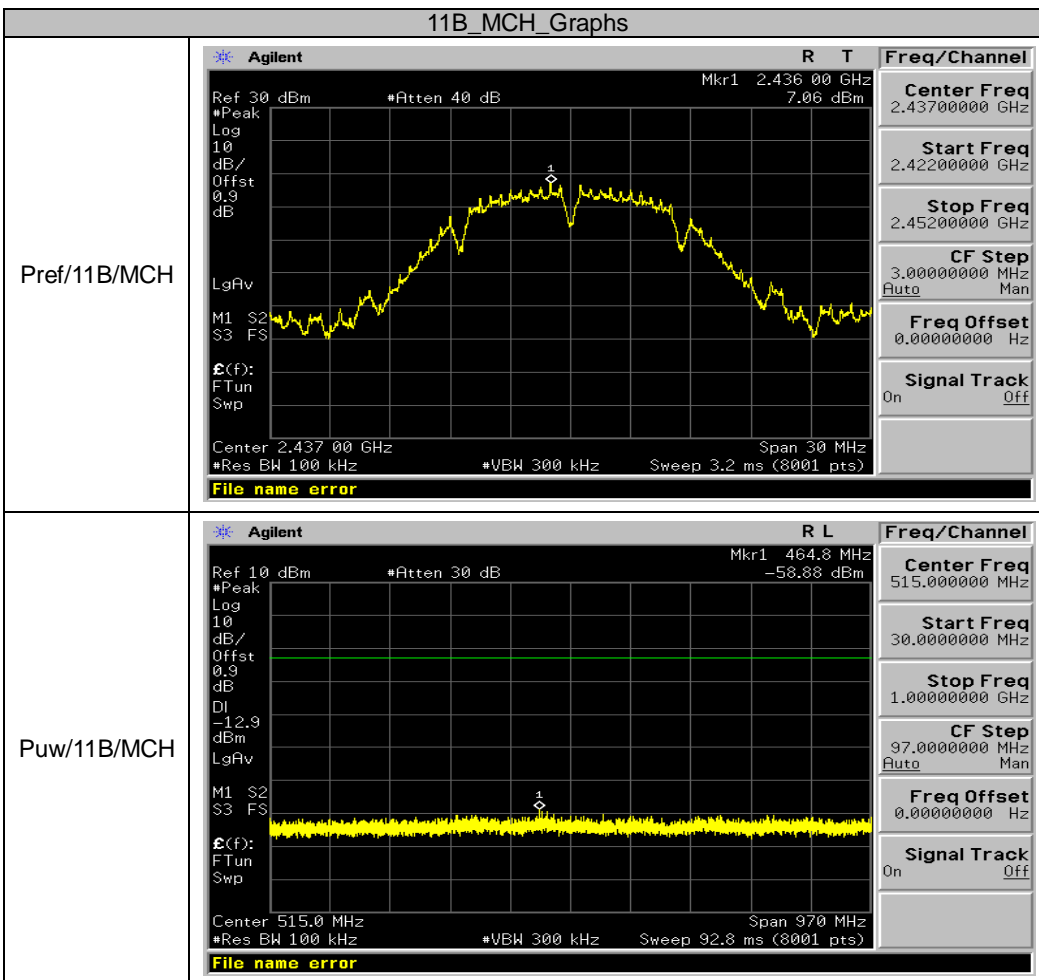 11B_MCH_Graphs
Pref/11B/MCH
Agilent R T
Mkr1 2.436 00 GHz
Ref 30 dBm #Atten 40 dB 7.06 dBm
#Peak
Log
10
dB/
Offst
0.9
dB
LgAv
M1 S2
S3 FS
£(f):
FTun
Swp
1
Center 2.437 00 GHz Span 30 MHz
#Res BW 100 kHz #VBW 300 kHz Sweep 3.2 ms (8001 pts)
File name error
Freq/Channel
Center Freq
2.43700000 GHz
Start Freq
2.42200000 GHz
Stop Freq
2.45200000 GHz
CF Step
3.00000000 MHz
Auto Man
Freq Offset
0.00000000 Hz
Signal Track
On Off
Puw/11B/MCH
Agilent R L
Mkr1 464.8 MHz
Ref 10 dBm #Atten 30 dB -58.88 dBm
#Peak
Log
10
dB/
Offst
0.9
dB
DI
-12.9
dBm
LgAv
M1 S2
S3 FS
£(f):
FTun
Swp
1
Center 515.0 MHz Span 970 MHz
#Res BW 100 kHz #VBW 300 kHz Sweep 92.8 ms (8001 pts)
File name error
Freq/Channel
Center Freq
515.000000 MHz
Start Freq
30.0000000 MHz
Stop Freq
1.00000000 GHz
CF Step
97.0000000 MHz
Auto Man
Freq Offset
0.00000000 Hz
Signal Track
On Off